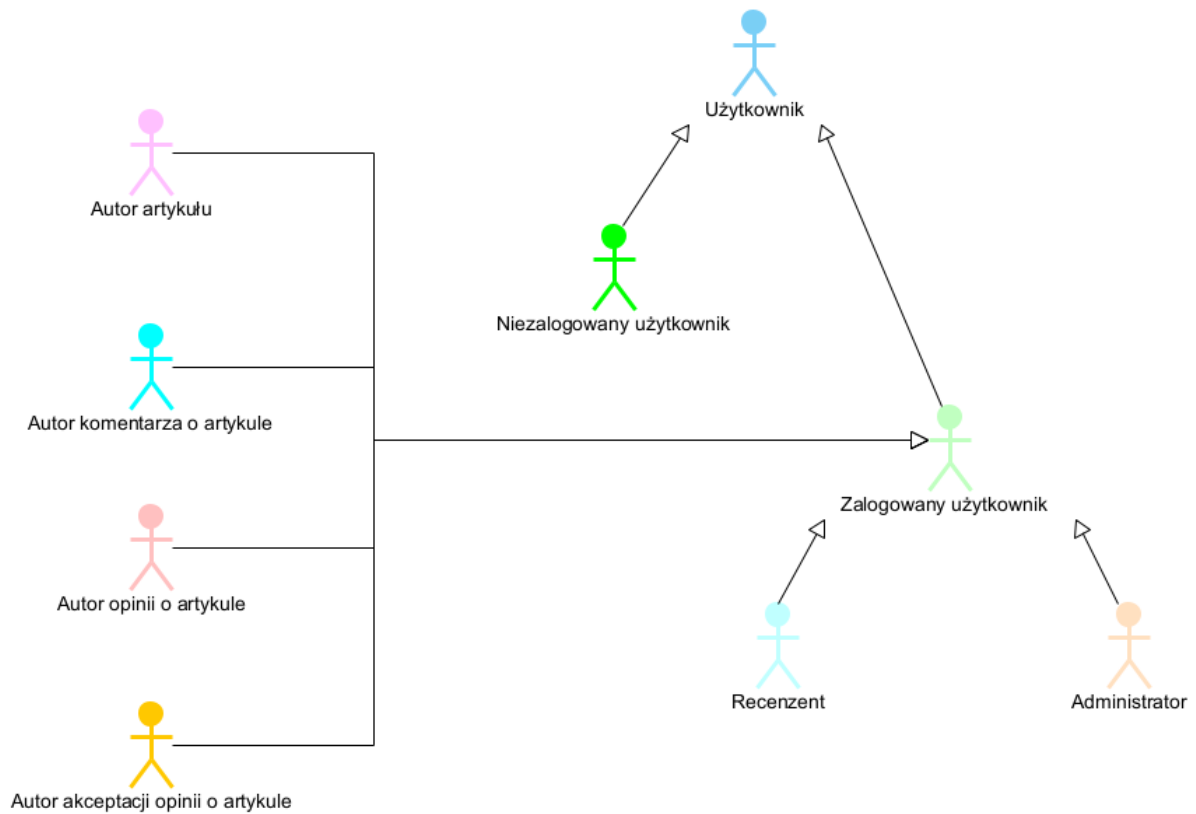 Użytkownik
Autor artykułu
Niezalogowany użytkownik
Autor komentarza o artykule
Zalogowany użytkownik
Autor opinii o artykule
Recenzent
Administrator
Autor akceptacji opinii o artykule